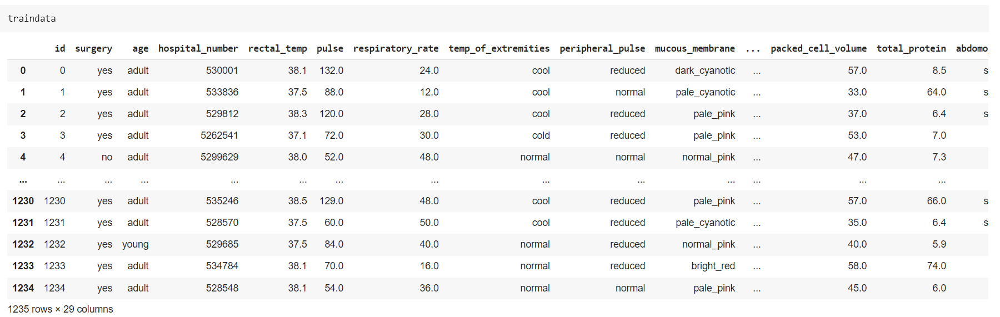 traindata
id surgery age hospital_number rectal_temp pulse respiratory_rate temp_of_extremities peripheral_pulse mucous_membrane ... packed_cell_volume total_protein abdomo
0 0 yes adult 530001 38.1 132.0 24.0 cool reduced dark_cyanotic ... 57.0 8.5 s
1 1 yes adult 533836 37.5 88.0 12.0 cool normal pale_cyanotic ... 33.0 64.0 s
2 2 yes adult 529812 38.3 120.0 28.0 cool reduced pale_pink ... 37.0 6.4 s
3 3 yes adult 5262541 37.1 72.0 30.0 cold reduced pale_pink ... 53.0 7.0
4 4 no adult 5299629 38.0 52.0 48.0 normal normal normal_pink ... 47.0 7.3
... ... ... ... ... ... ... ... ... ... ... ... ... ...
1230 1230 yes adult 535246 38.5 129.0 48.0 cool reduced pale_pink ... 57.0 66.0 s
1231 1231 yes adult 528570 37.5 60.0 50.0 cool reduced pale_cyanotic ... 35.0 6.4 s
1232 1232 yes young 529685 37.5 84.0 40.0 normal reduced normal_pink ... 40.0 5.9
1233 1233 yes adult 534784 38.1 70.0 16.0 normal reduced bright_red ... 58.0 74.0
1234 1234 yes adult 528548 38.1 54.0 36.0 normal normal pale_pink ... 45.0 6.0
1235 rows × 29 columns